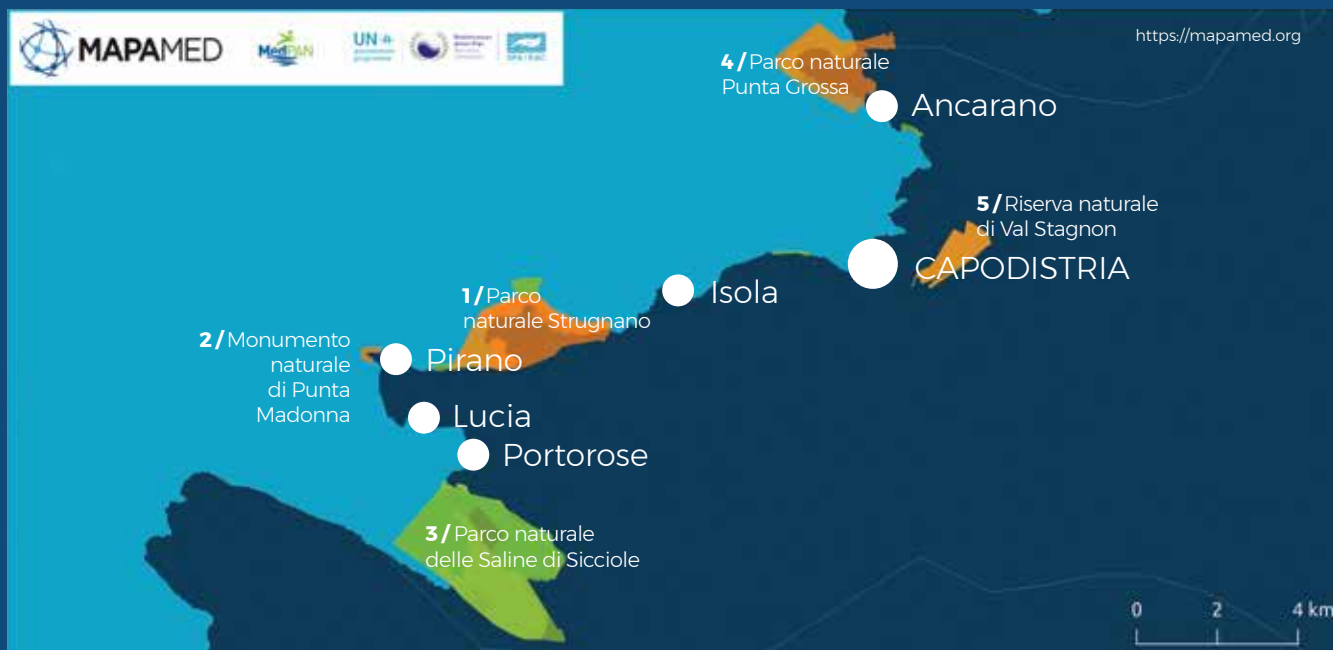 MAPAMED
MedPAN
UN
https://mapamed.org
4 / Parco naturale
Punta Grossa
Ancarano
5 / Riserva naturale
di Val Stagnon
CAPODISTRIA
Isola
1 / Parco
naturale Strugnano
2 / Monumento
naturale
di Punta
Madonna
Pirano
Lucia
Portorose
3 / Parco naturale
delle Saline di Sicciole
0 2 4 km